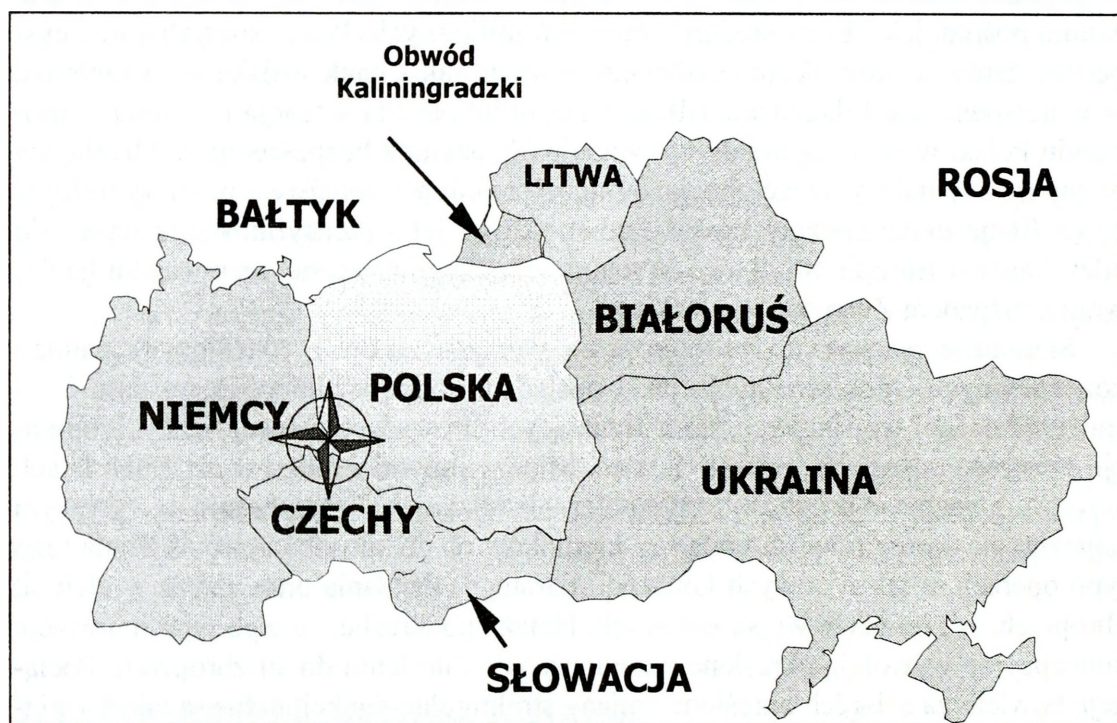 Obwód
Kaliningradzki
LITWA
ROSJA
BAŁTYK
BIAŁORUŚ
POLSKA
NIEMCY
UKRAINA
CZECHY
SŁOWACJA